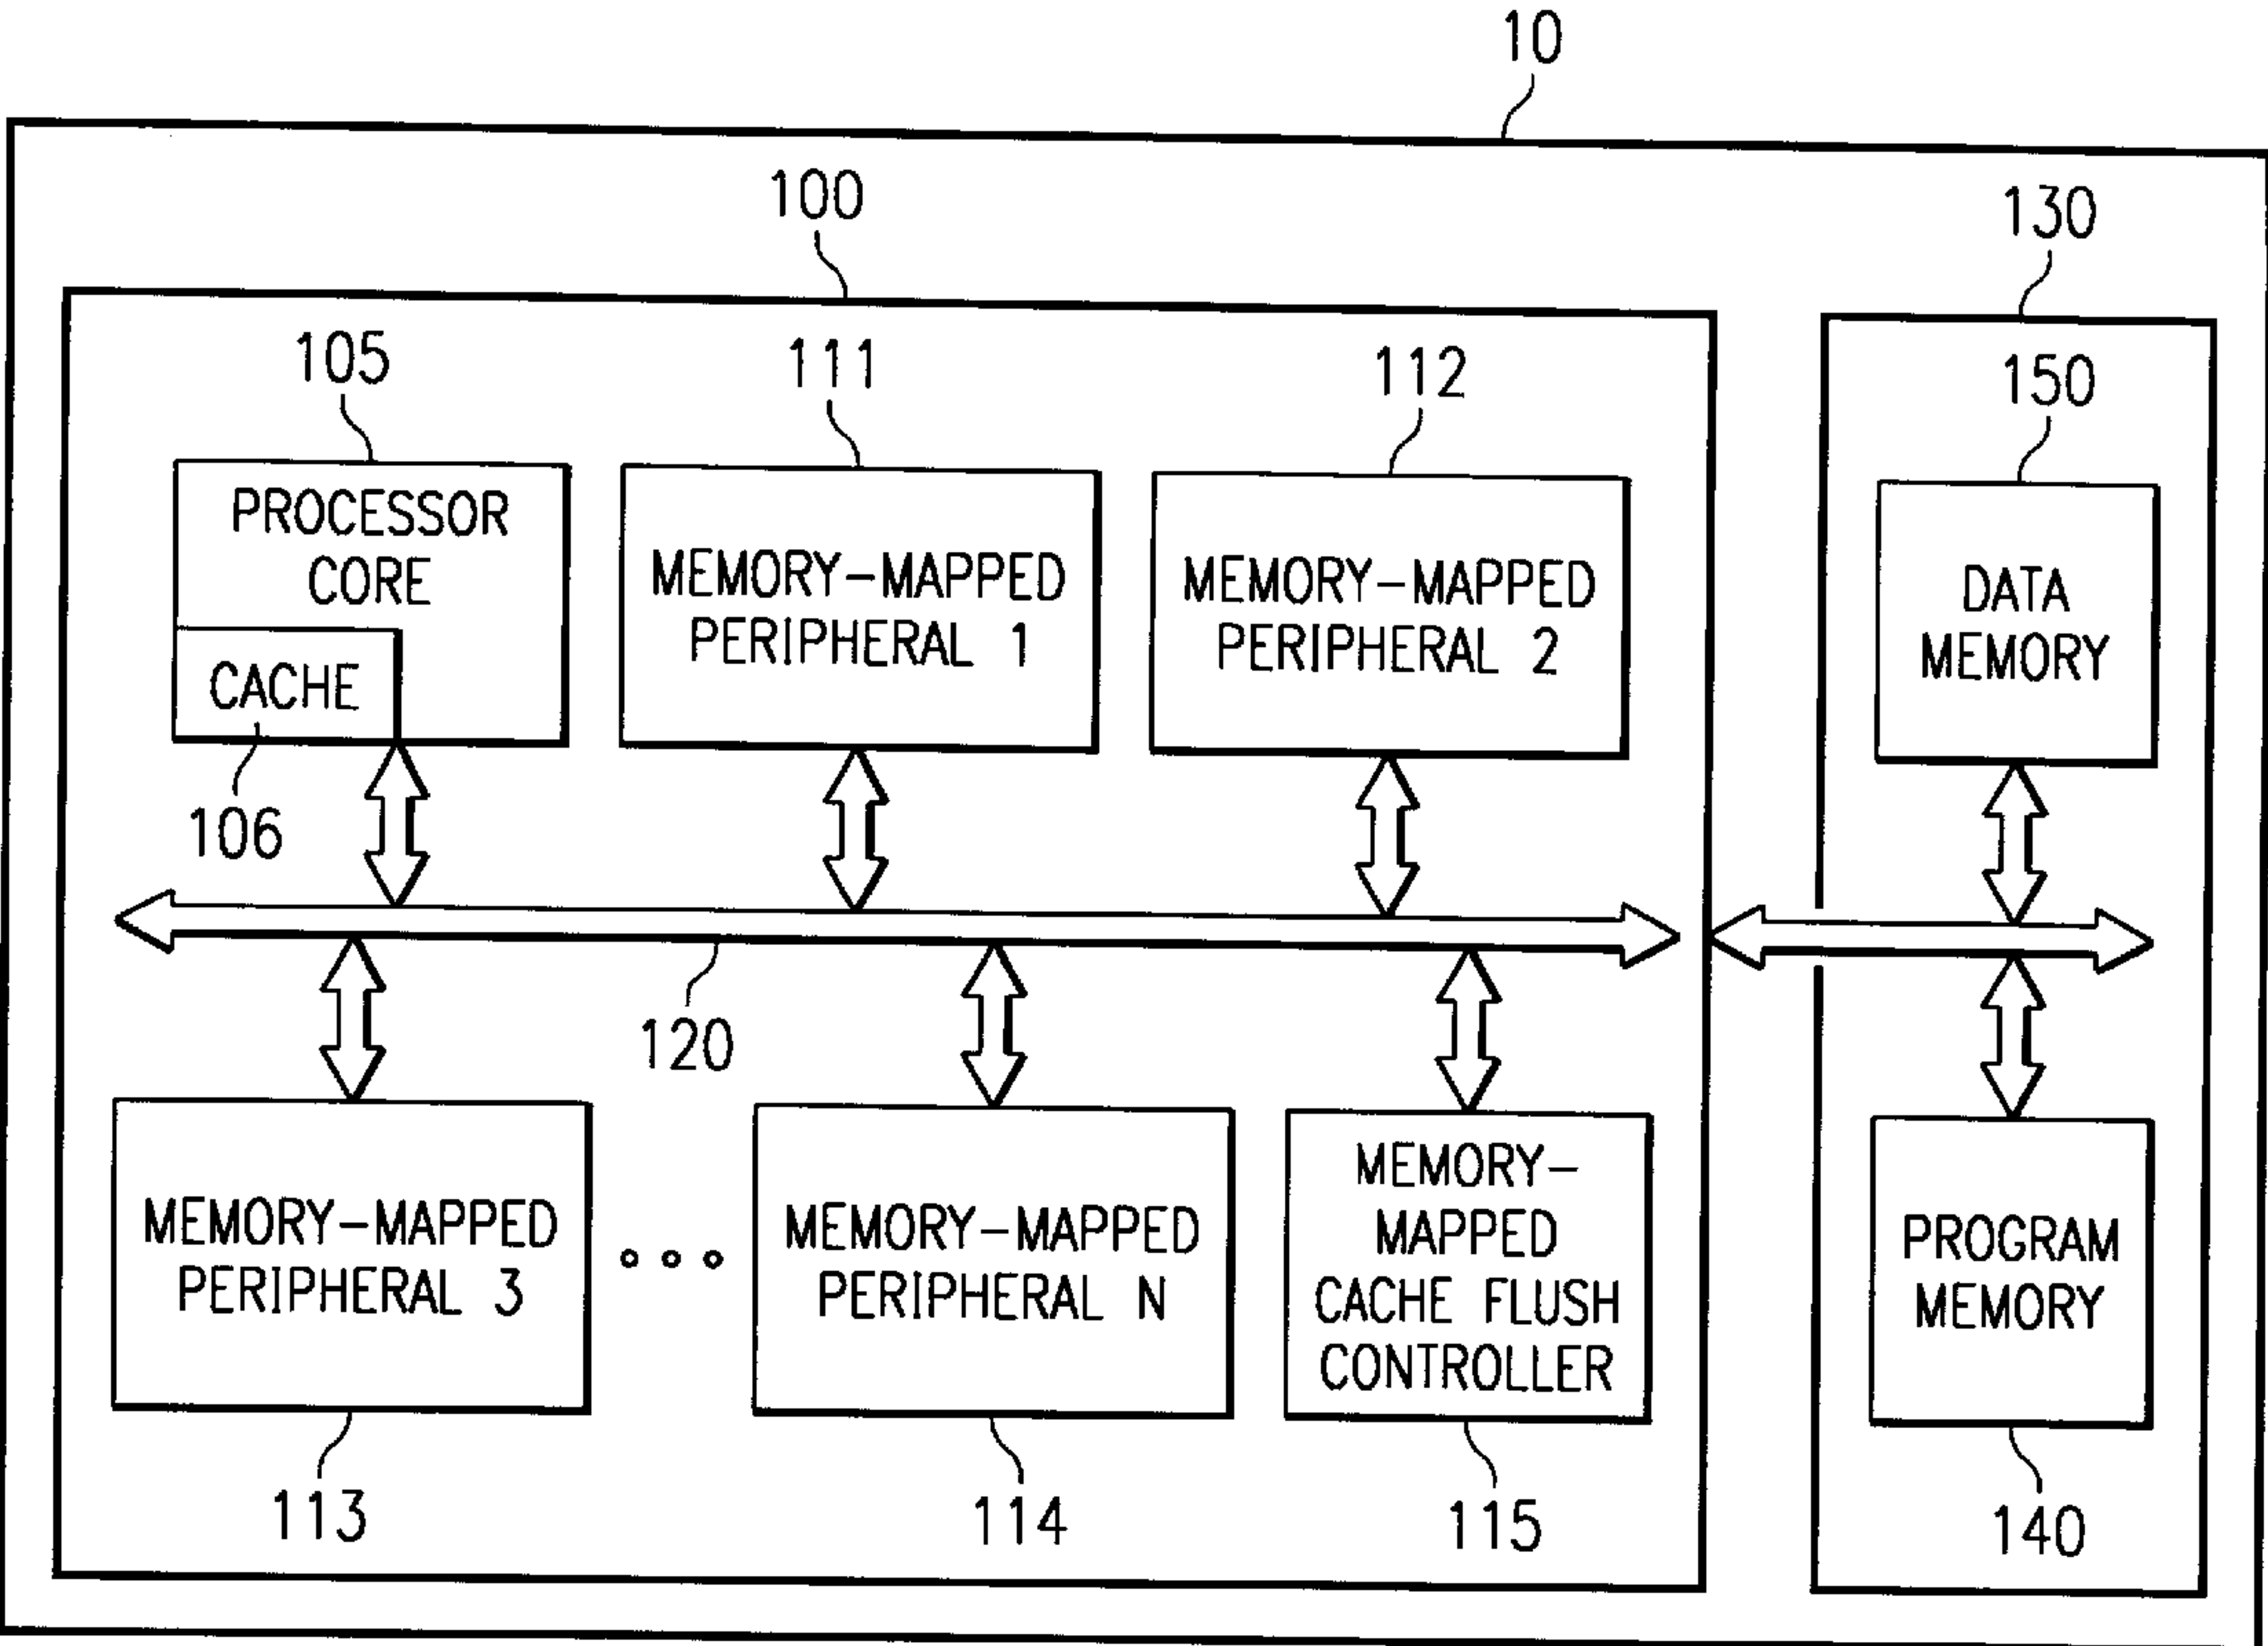 10
100
130
105
111
112
150
PROCESSOR
CORE
CACHE
106
MEMORY-MAPPED
PERIPHERAL 1
MEMORY-MAPPED
PERIPHERAL 2
DATA
MEMORY
120
MEMORY-MAPPED
PERIPHERAL 3
MEMORY-MAPPED
PERIPHERAL N
MEMORY-
MAPPED
CACHE FLUSH
CONTROLLER
PROGRAM
MEMORY
113
114
115
140